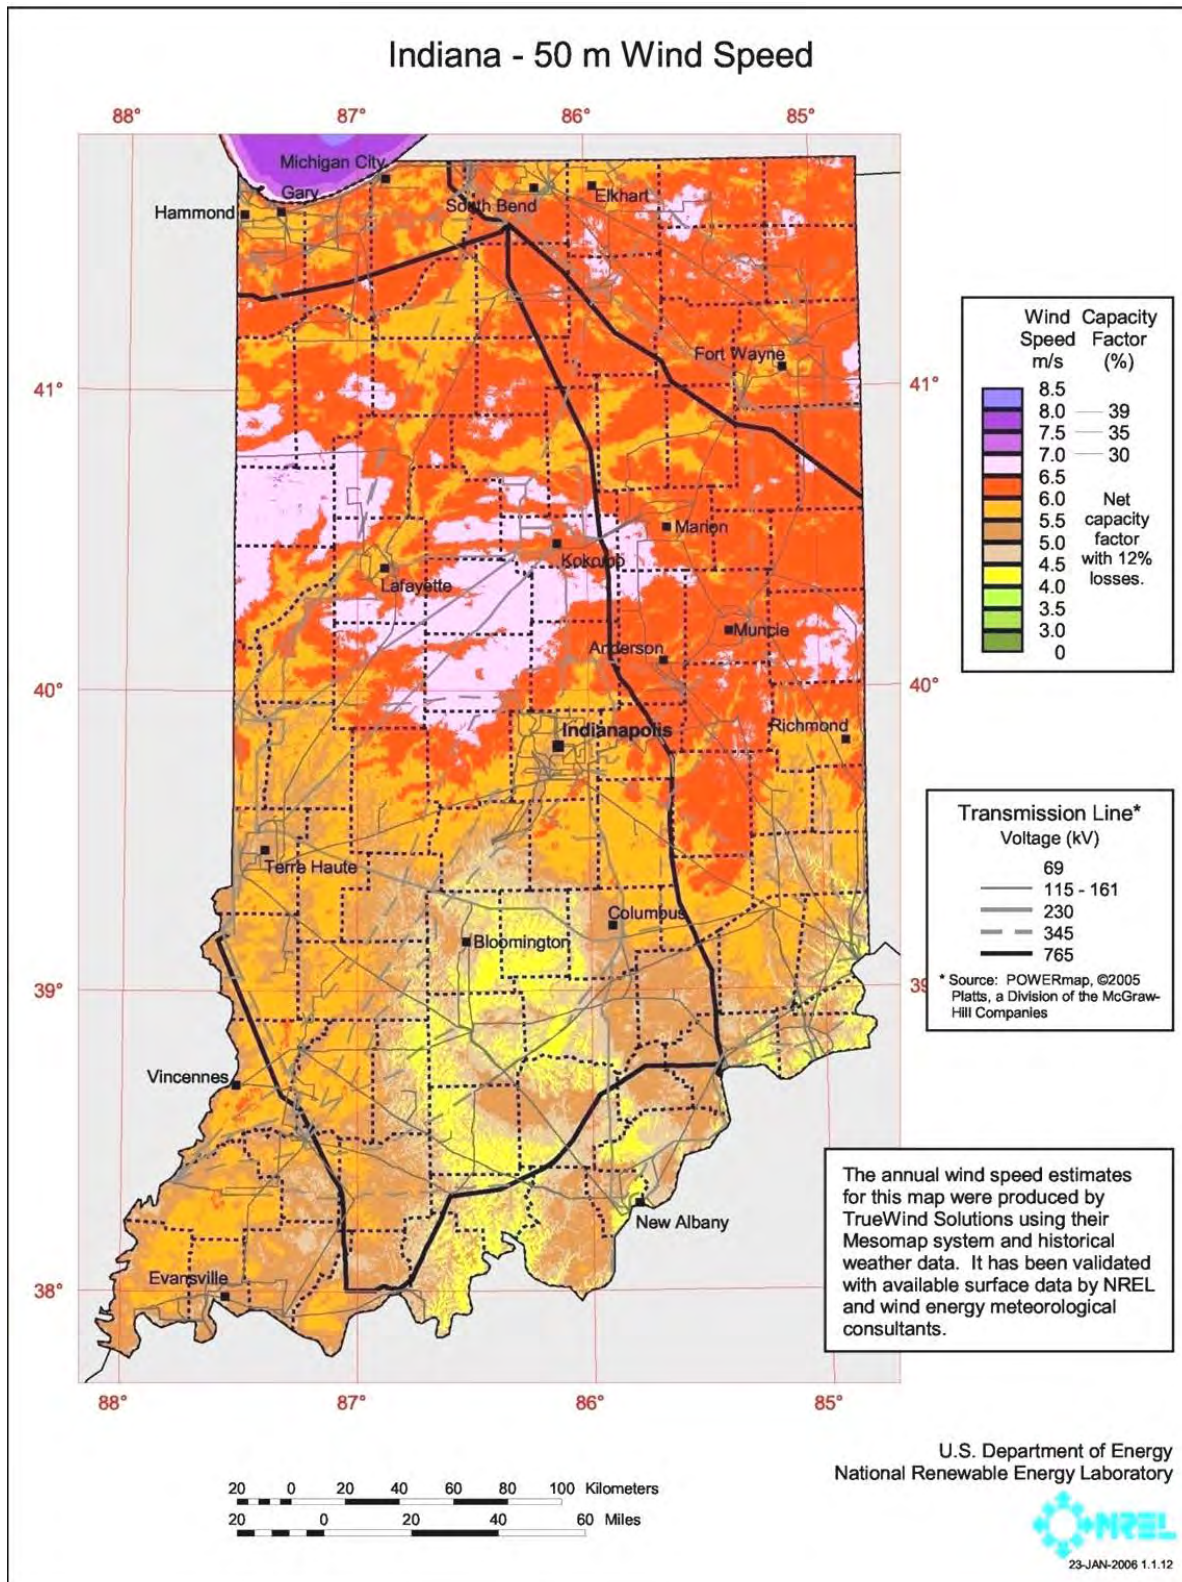 Indiana - 50 m Wind Speed
88° 87° 86° 85°
Michigan City
Gary
Hammond
South Bend
Elkhart
Fort Wayne
41° 41°
Marion
Kokomo
Lafayette
Muncie
Anderson
40° 40°
Richmond
Indianapolis
Terre Haute
Columbus
Bloomington
39° 39
Vincennes
New Albany
Evansville
38°
88° 87° 86° 85°
Wind Capacity
Speed Factor
m/s (%)
8.5
8.0 39
7.5 35
7.0 30
6.5
6.0
5.5
5.0
4.5
4.0
3.5
3.0
0
Net
capacity
factor
with 12%
losses.
Transmission Line*
Voltage (kV)
69
115 - 161
230
345
765
* Source: POWERmap, ©2005
Platts, a Division of the McGraw-
Hill Companies
The annual wind speed estimates
for this map were produced by
TrueWind Solutions using their
Mesomap system and historical
weather data. It has been validated
with available surface data by NREL
and wind energy meteorological
consultants.
U.S. Department of Energy
National Renewable Energy Laboratory
20 0 20 40 60 80 100 Kilometers
20 0 20 40 60 Miles
NREL
23-JAN-2006 1.1.12